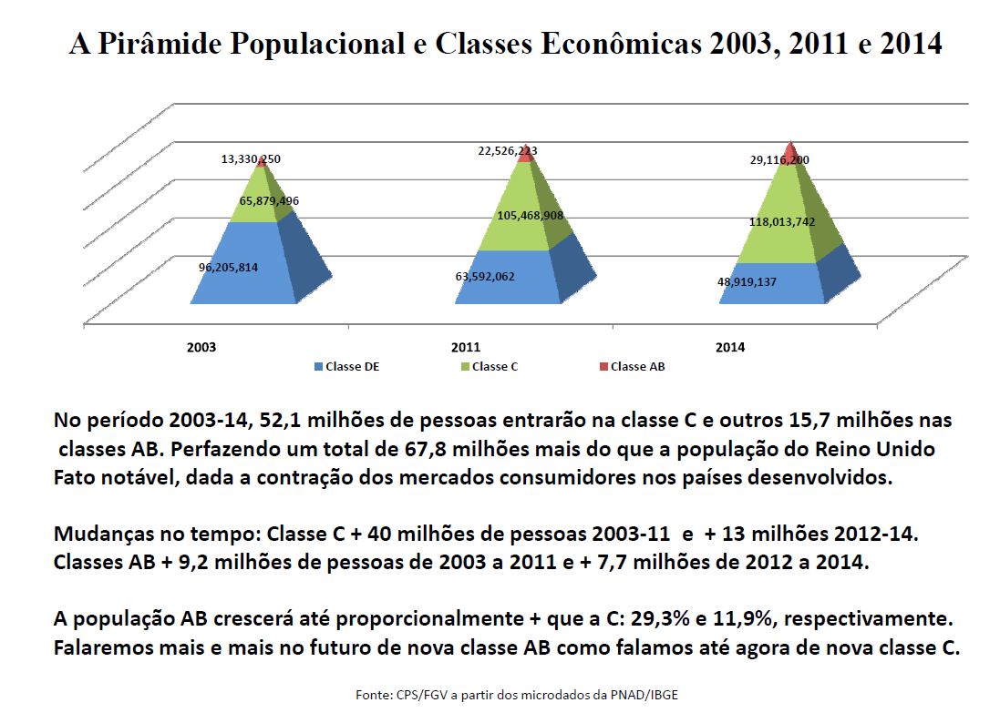 A Pirâmide Populacional e Classes Econômicas 2003, 2011 e 2014
13,330,250
22,526,223
29,116,200
65,879,496
105,468,908
118,013,742
96,205,814
63,592,062
48,919,137
2003
2011
2014
Classe DE
Classe C
Classe AB
No período 2003-14, 52,1 milhões de pessoas entrarão na classe C e outros 15,7 milhões nas
classes AB. Perfazendo um total de 67,8 milhões mais do que a população do Reino Unido
Fato notável, dada a contração dos mercados consumidores nos países desenvolvidos.
Mudanças no tempo: Classe C + 40 milhões de pessoas 2003-11 e + 13 milhões 2012-14.
Classes AB + 9,2 milhões de pessoas de 2003 a 2011 e + 7,7 milhões de 2012 a 2014.
A população AB crescerá até proporcionalmente + que a C: 29,3% e 11,9%, respectivamente.
Falaremos mais e mais no futuro de nova classe AB como falamos até agora de nova classe C.
Fonte: CPS/FGV a partir dos microdados da PNAD/IBGE